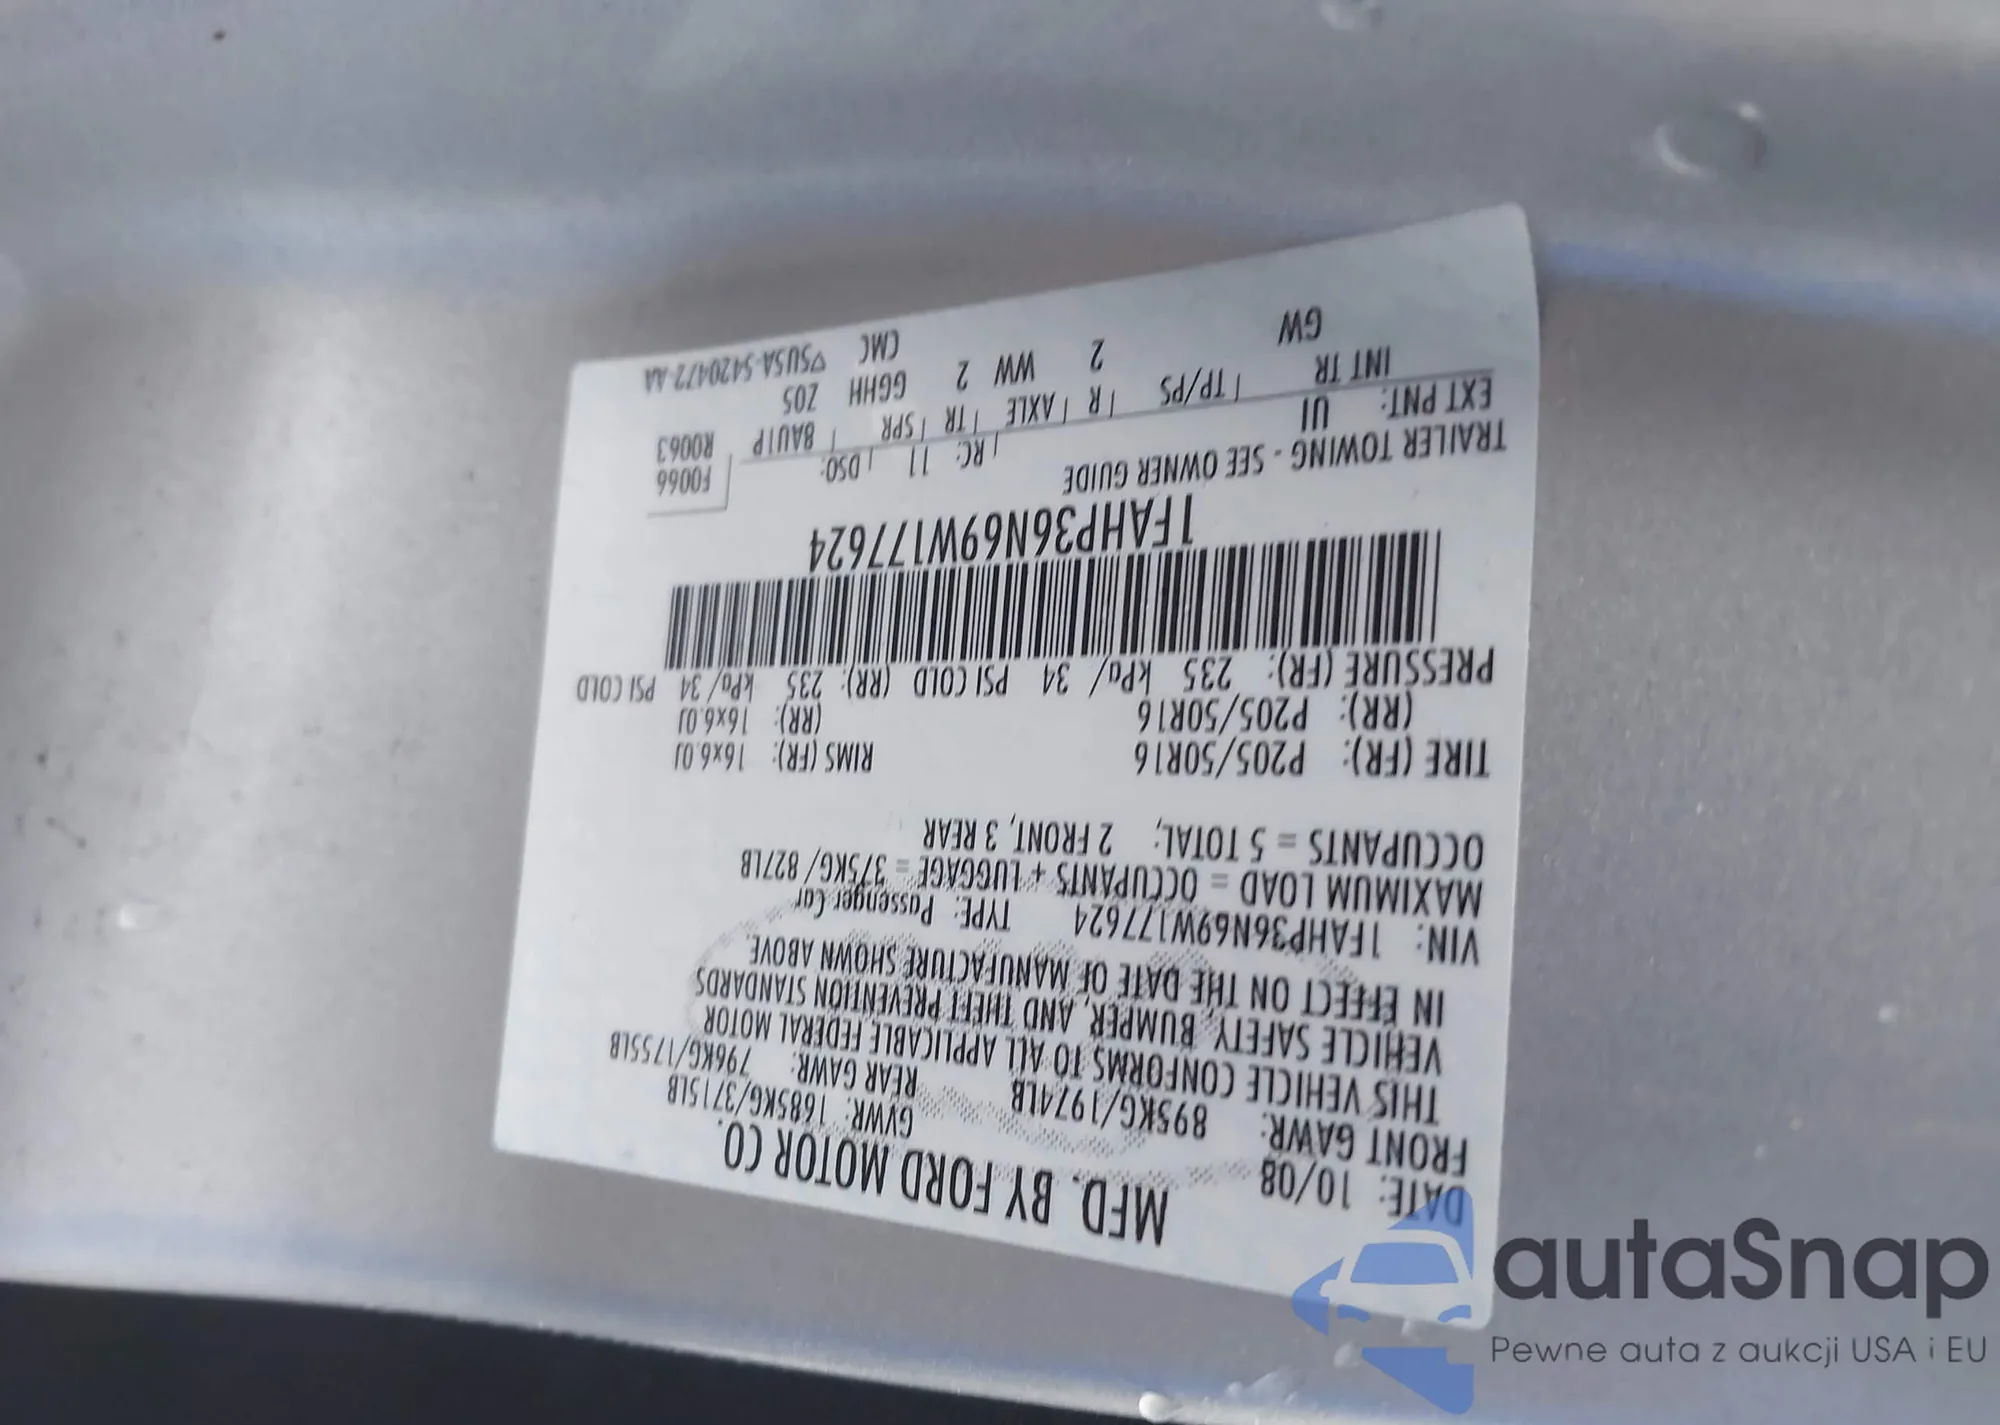 MFD. BY FORD MOTOR CO.
DATE: 10/08 GVWR: 1685KG/3715LB
FRONT GAWR: 895KG/1974LB REAR GAWR: 796KG/1755LB
THIS VEHICLE CONFORMS TO ALL APPLICABLE FEDERAL MOTOR
VEHICLE SAFETY, BUMPER, AND THEFT PREVENTION STANDARDS
IN EFFECT ON THE DATE OF MANUFACTURE SHOWN ABOVE.
VIN: 1FAHP36N69W177624 TYPE: Passenger Car
MAXIMUM LOAD = OCCUPANTS + LUGGAGE = 375KG/827LB
OCCUPANTS = 5 TOTAL; 2 FRONT, 3 REAR
TIRE (FR): P205/50R16 RIMS (FR): 16x6.0J
(RR): P205/50R16 (RR): 16x6.0J
PRESSURE (FR): 235 kPa/ 34 PSI COLD (RR): 235 kPa/ 34 PSI COLD
1FAHP36N69W177624
TRAILER TOWING - SEE OWNER GUIDE
F0066
R0063
EXT PNT: UI RC: 11 DSO:
INT TR TP/PS R AXLE TR SPR 8AU1P
GW 2 WW 2 GGHH Z05
CMC ▽5U5A-5420472-AA
autaSnap
Pewne auta z aukcji USA i EU